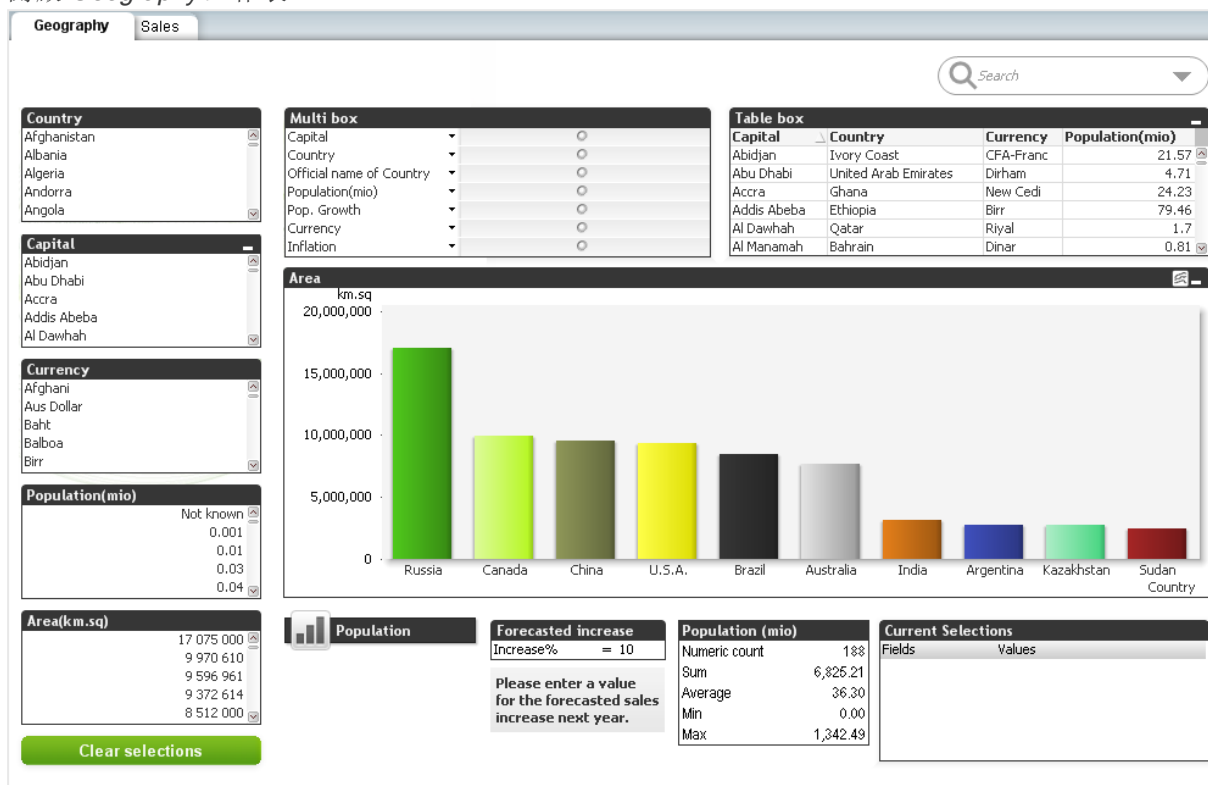 Geography
Sales
Search
Country
Afghanistan
Albania
Algeria
Andorra
Angola
Capital
Abidjan
Abu Dhabi
Accra
Addis Abeba
Al Dawhah
Currency
Afghani
Aus Dollar
Baht
Balboa
Birr
Population(mio)
Not known
0.001
0.01
0.03
0.04
Area(km.sq)
17 075 000
9 970 610
9 596 961
9 372 614
8 512 000
Clear selections
Multi box
Capital
Country
Official name of Country
Population(mio)
Pop. Growth
Currency
Inflation
Table box
Capital Country Currency Population(mio)
Abidjan Ivory Coast CFA-Franc 21.57
Abu Dhabi United Arab Emirates Dirham 4.71
Accra Ghana New Cedi 24.23
Addis Abeba Ethiopia Birr 79.46
Al Dawhah Qatar Riyal 1.7
Al Manamah Bahrain Dinar 0.81
Area
km.sq
20,000,000
15,000,000
10,000,000
5,000,000
0
Russia Canada China U.S.A. Brazil Australia India Argentina Kazakhstan Sudan
Country
Population
Forecasted increase
Increase% = 10
Please enter a value
for the forecasted sales
increase next year.
Population (mio)
Numeric count 188
Sum 6,825.21
Average 36.30
Min 0.00
Max 1,342.49
Current Selections
Fields Values